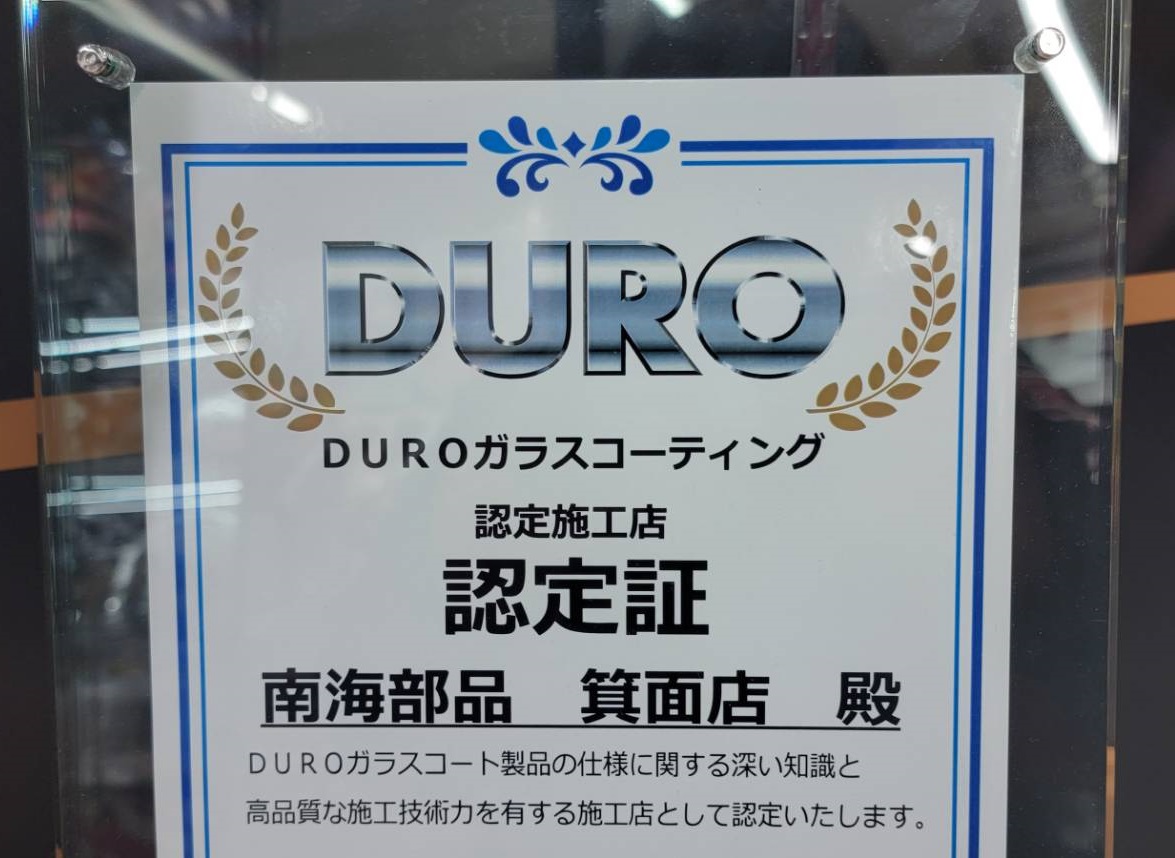 DURO
DUROガラスコーティング
認定施工店
認定証
南海部品 箕面店 殿
DUROガラスコート製品の仕様に関する深い知識と
高品質な施工技術力を有する施工店として認定いたします。